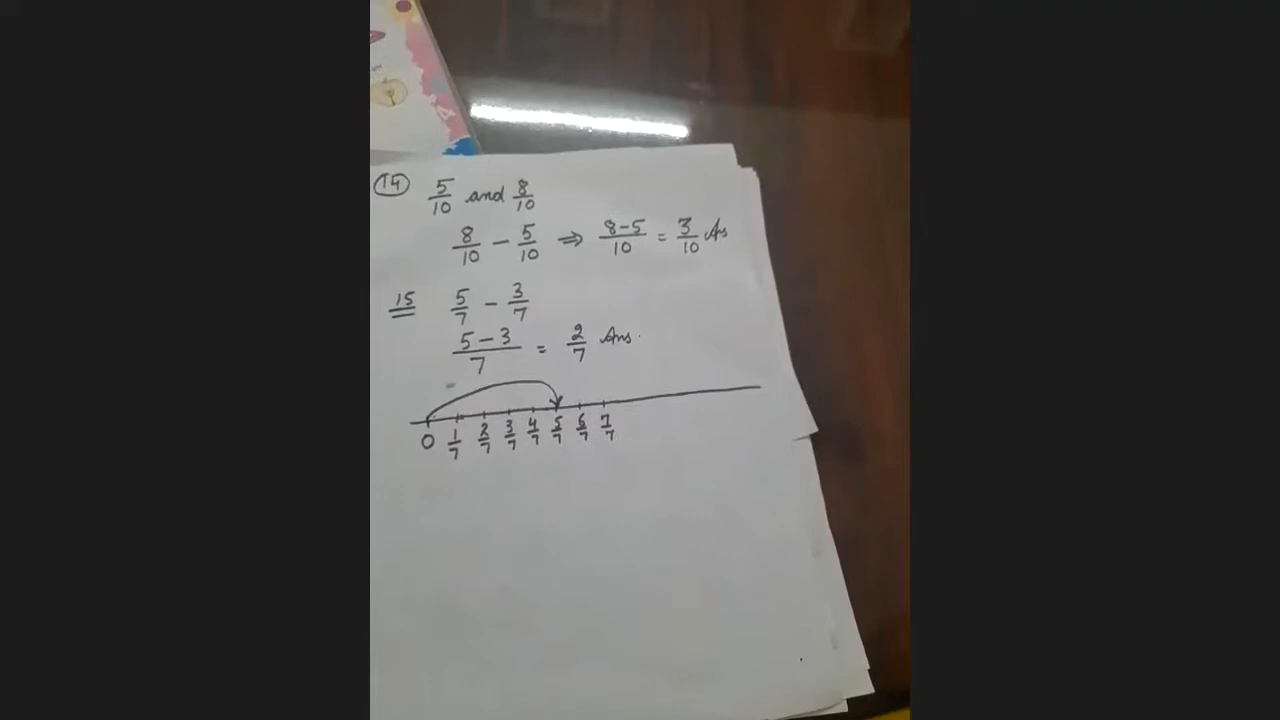 14 5/10 and 8/10
8/10 - 5/10 ⇒ 8-5/10 = 3/10 Ans
15 5/7 - 3/7
5-3/7 = 2/7 Ans.
0 1/7 2/7 3/7 4/7 5/7 6/7 7/7